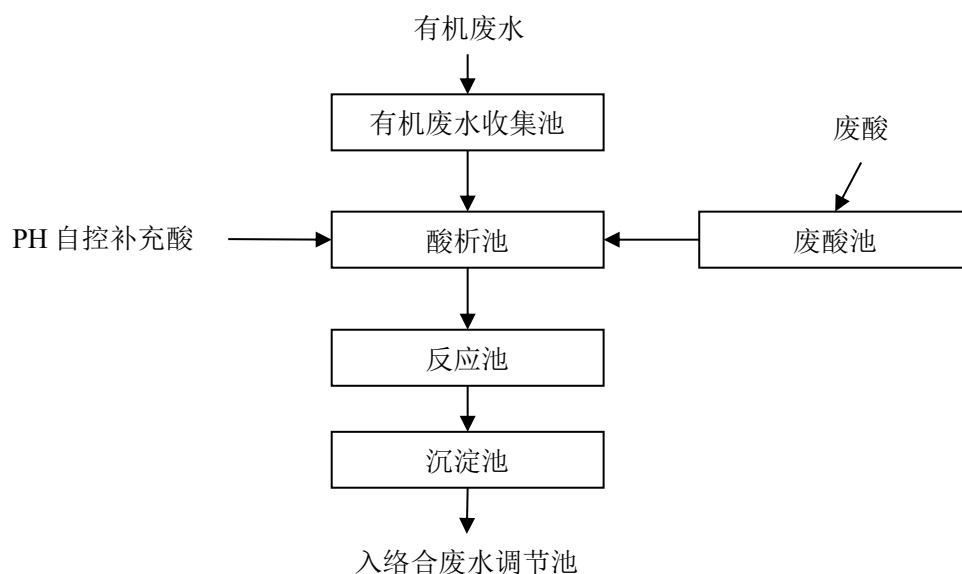 有机废水
有机废水收集池
废酸
PH 自控补充酸
酸析池
废酸池
反应池
沉淀池
入络合废水调节池